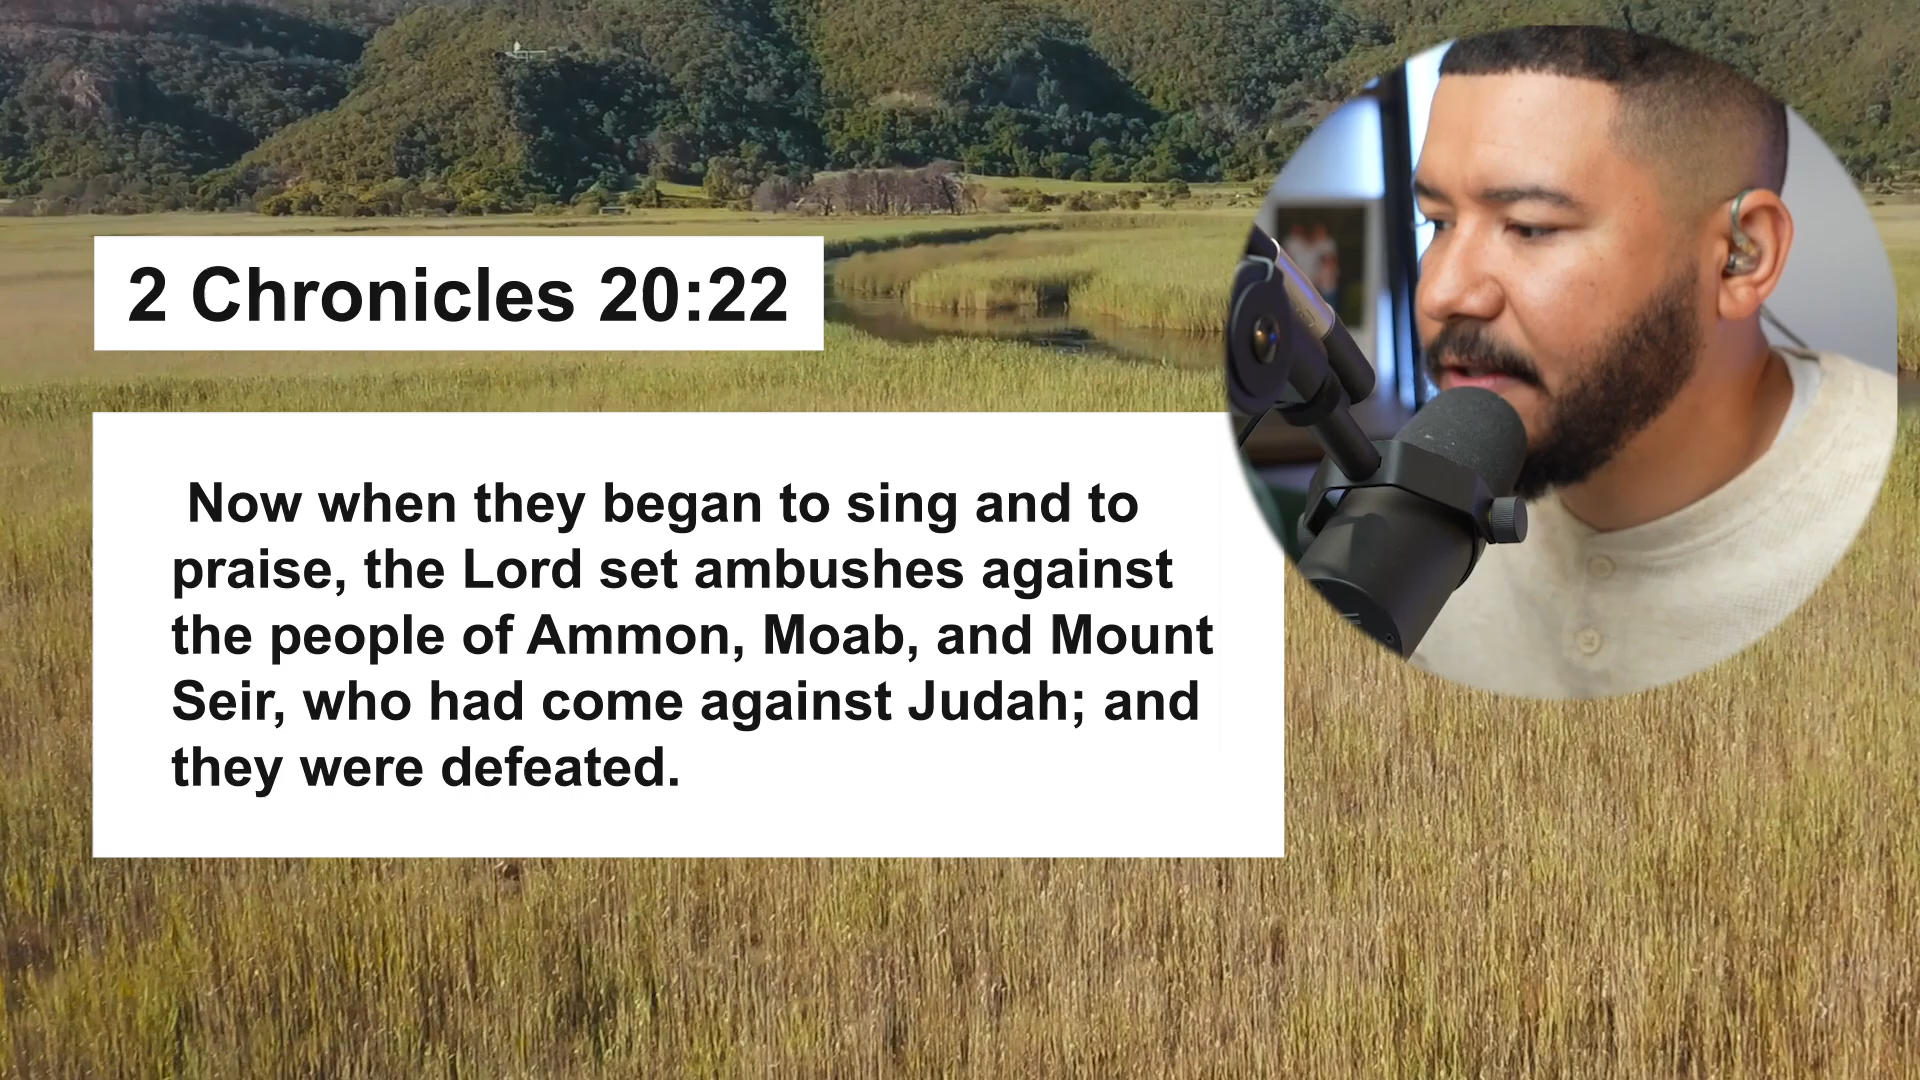 2 Chronicles 20:22
Now when they began to sing and to
praise, the Lord set ambushes against
the people of Ammon, Moab, and Mount
Seir, who had come against Judah; and
they were defeated.